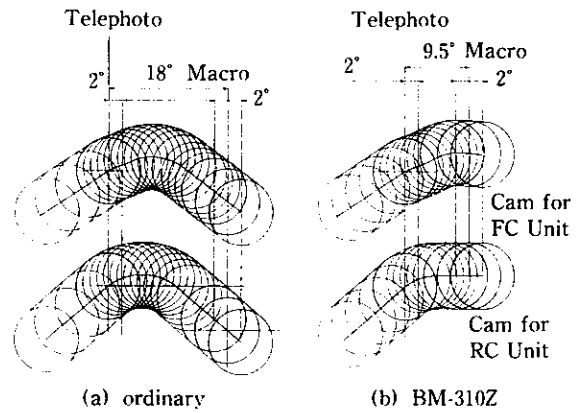 Telephoto
18° Macro
2°
2°
(a) ordinary
Telephoto
9.5° Macro
2°
2°
Cam for
FC Unit
Cam for
RC Unit
(b) BM-310Z